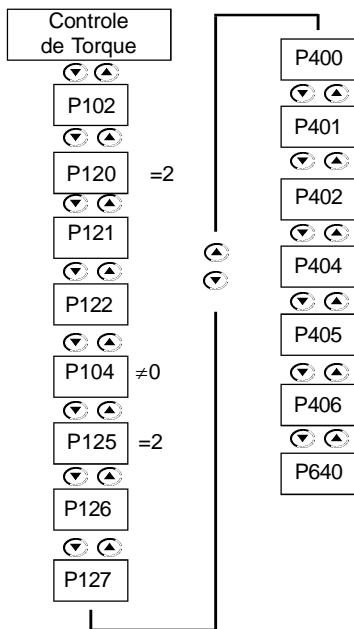 Controle
de Torque
P102
P120 =2
P121
P122
P104 ≠0
P125 =2
P126
P127
P400
P401
P402
P404
P405
P406
P640